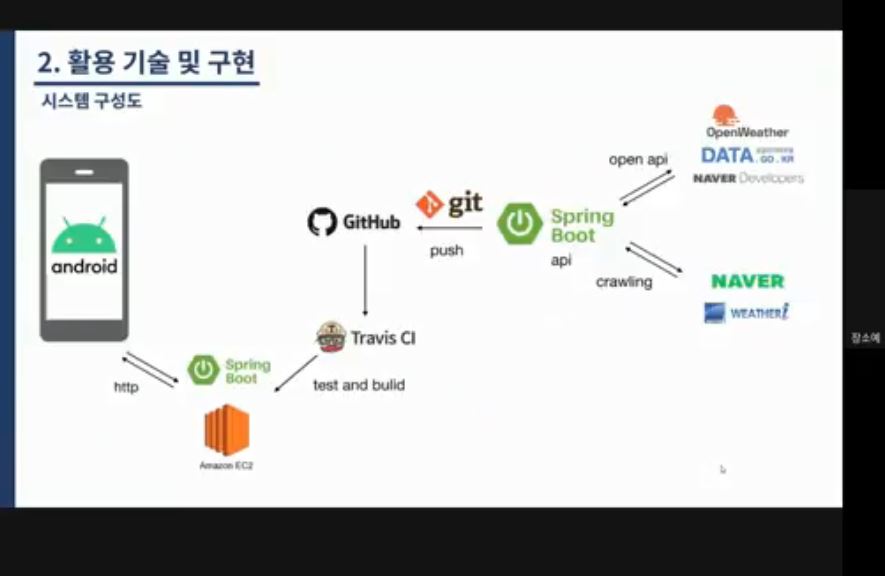 2. 활용 기술 및 구현
시스템 구성도
OpenWeather
open api
DATA.GO.KR
NAVER Developers
android
GitHub
git
push
Spring
Boot
api
crawling
NAVER
WEATHERi
장소예
Travis CI
test and bulid
http
Spring
Boot
Amazon EC2